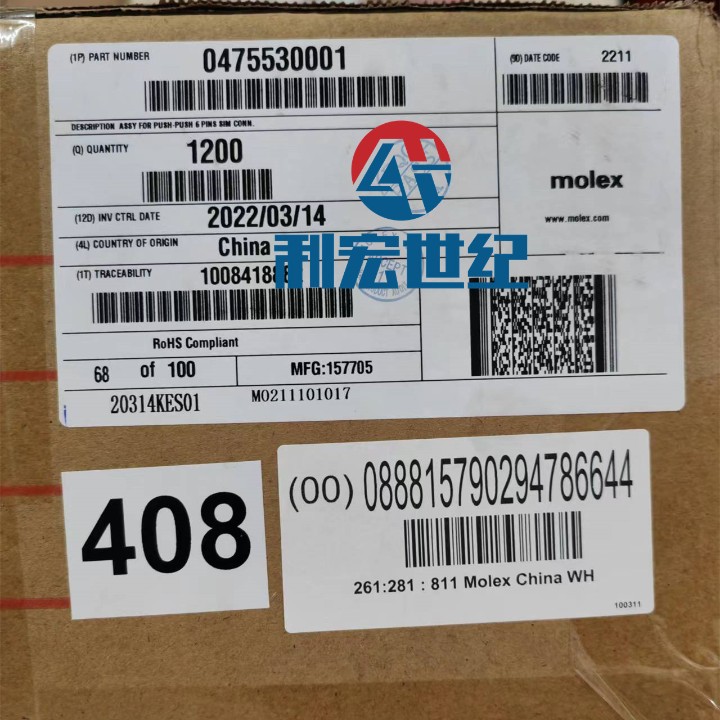 (1P) PART NUMBER 0475530001
(9D) DATE CODE 2211
DESCRIPTION ASSY FOR PUSH-PUSH 6 PINS SIM CONN.
(Q) QUANTITY 1200
molex
www.molex.com
(12D) INV CTRL DATE 2022/03/14
(4L) COUNTRY OF ORIGIN China
利宏世纪
(1T) TRACEABILITY 100841888
RoHS Compliant
68 of 100 MFG:157705
20314KES01 MO211101017
408
(00) 088815790294786644
261:281 : 811 Molex China WH
100311